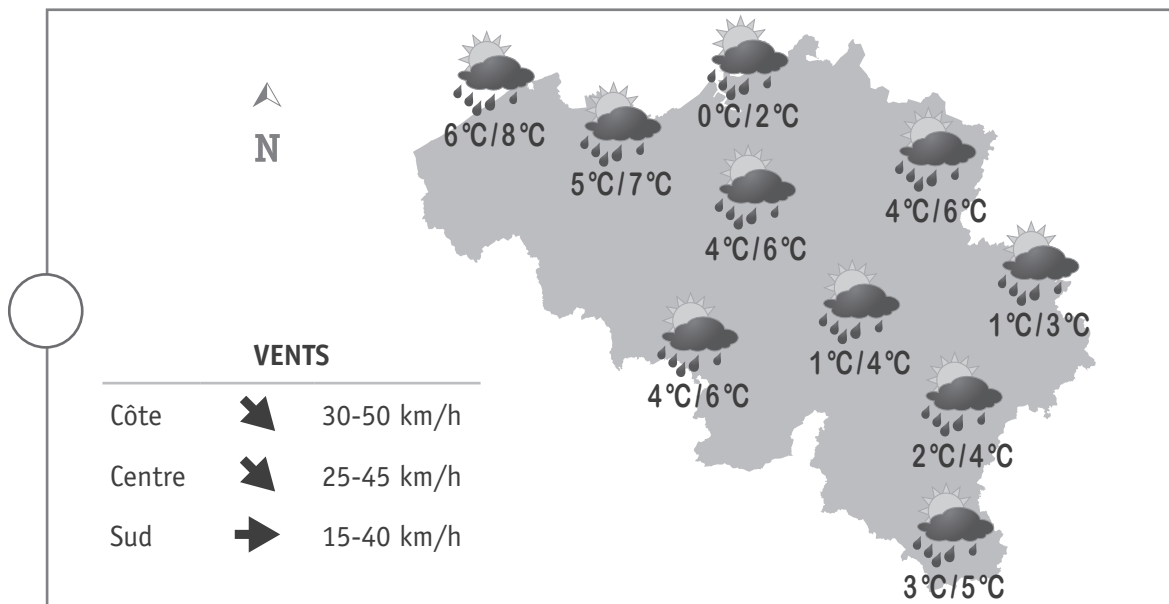 N
6°C/8°C
0°C/2°C
5°C/7°C
4°C/6°C
4°C/6°C
1°C/3°C
1°C/4°C
4°C/6°C
2°C/4°C
3°C/5°C
VENTS
Côte 30-50 km/h
Centre 25-45 km/h
Sud 15-40 km/h